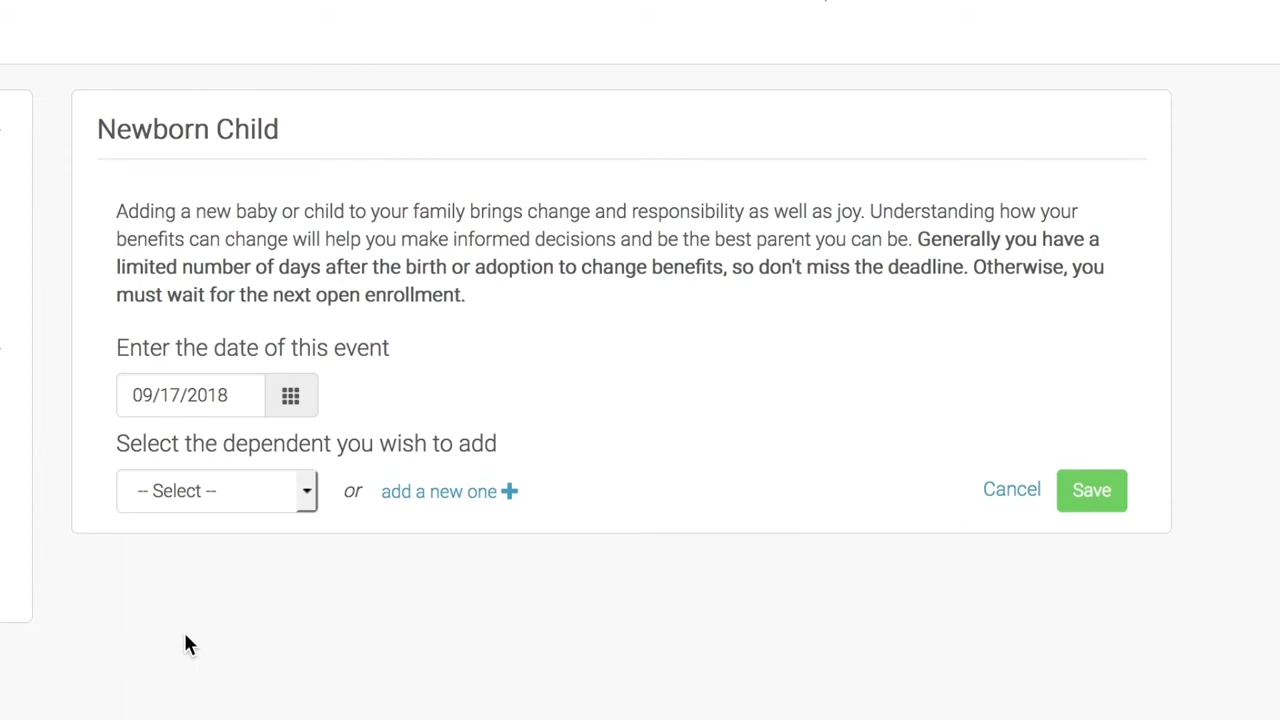 Newborn Child
Adding a new baby or child to your family brings change and responsibility as well as joy. Understanding how your
benefits can change will help you make informed decisions and be the best parent you can be. Generally you have a
limited number of days after the birth or adoption to change benefits, so don't miss the deadline. Otherwise, you
must wait for the next open enrollment.
Enter the date of this event
09/17/2018
Select the dependent you wish to add
-- Select -- or add a new one Cancel Save